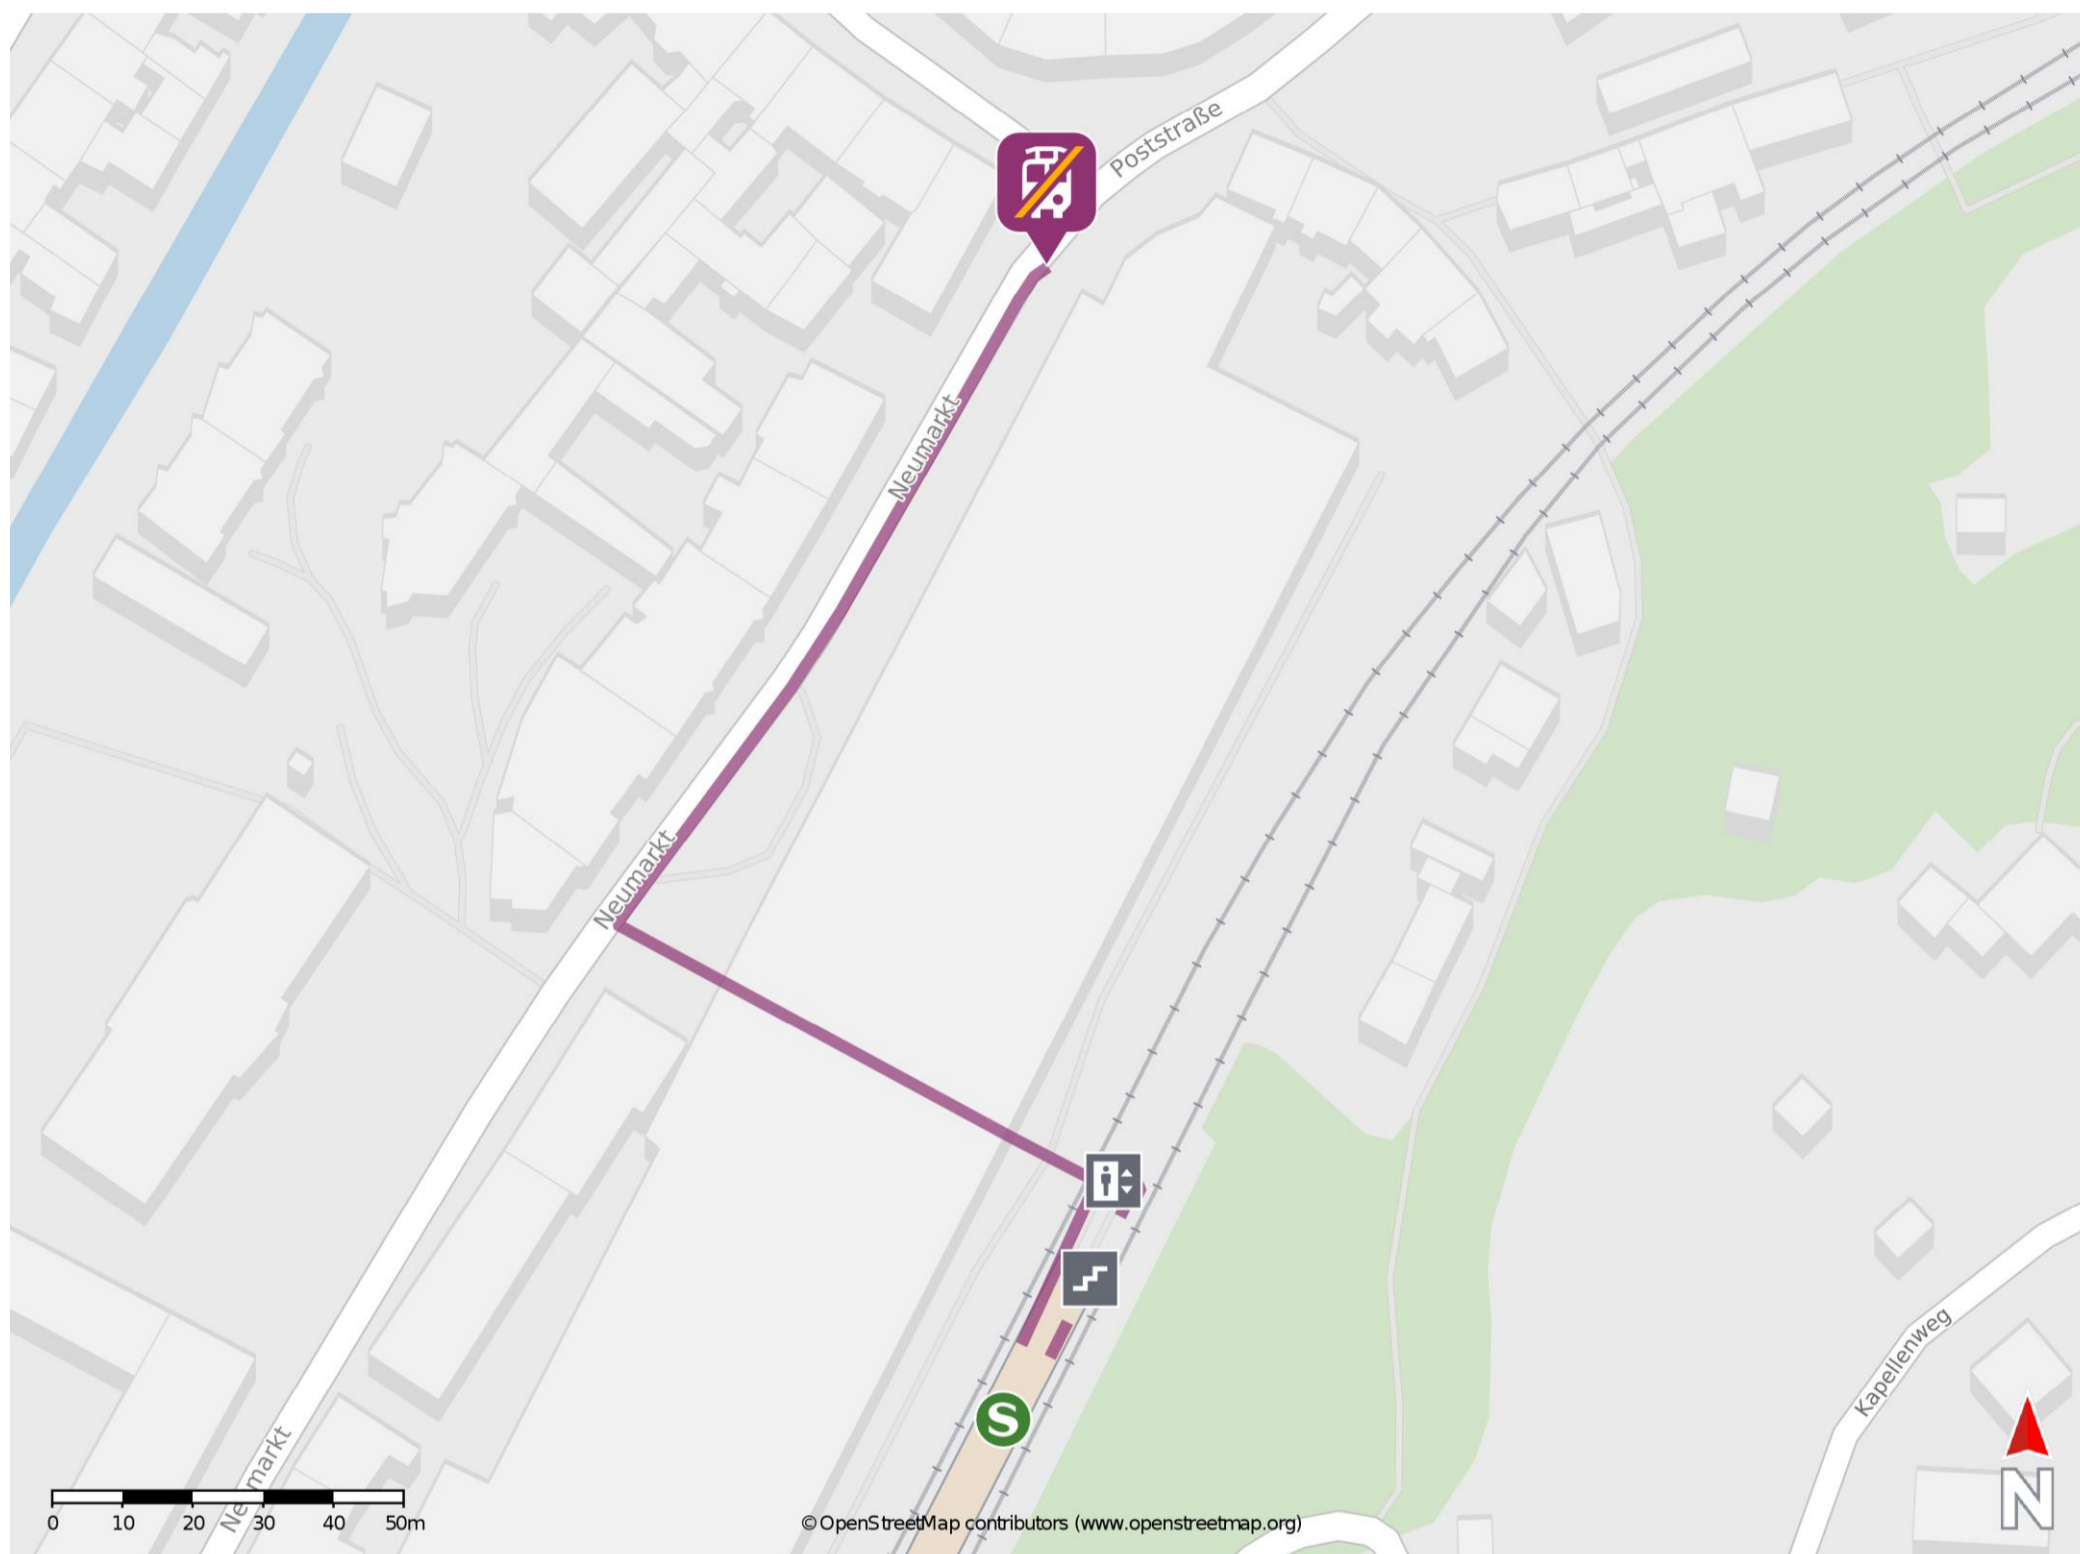 Poststraße
Neumarkt
Neumarkt
S
Kapellenweg
Neumarkt
0 10 20 30 40 50m
©OpenStreetMap contributors (www.openstreetmap.org)
N